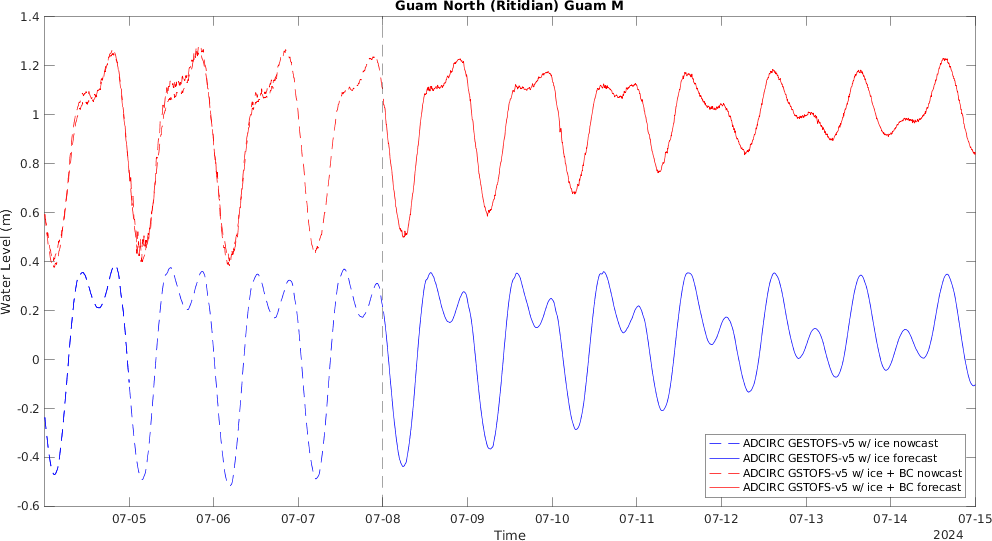 Guam North (Ritidian) Guam M
1.4
1.2
1
0.8
0.6
0.4
0.2
0
-0.2
-0.4
-0.6
Water Level (m)
ADCIRC GESTOFS-v5 w/ ice nowcast
ADCIRC GESTOFS-v5 w/ ice forecast
ADCIRC GSTOFS-v5 w/ ice + BC nowcast
ADCIRC GSTOFS-v5 w/ ice + BC forecast
07-05 07-06 07-07 07-08 07-09 07-10 07-11 07-12 07-13 07-14 07-15
Time
2024